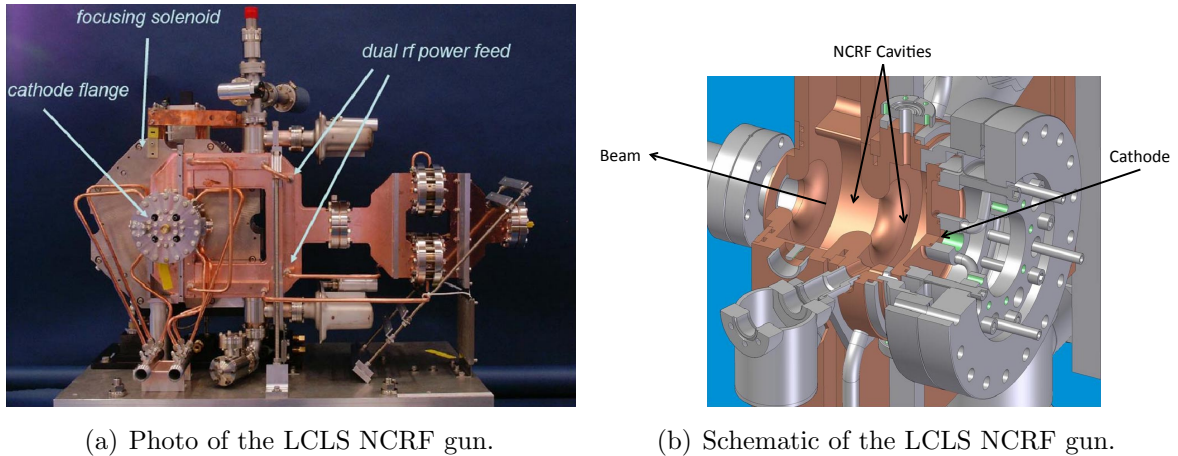 focusing solenoid
dual rf power feed
cathode flange
NCRF Cavities
Beam
Cathode
(a) Photo of the LCLS NCRF gun.
(b) Schematic of the LCLS NCRF gun.